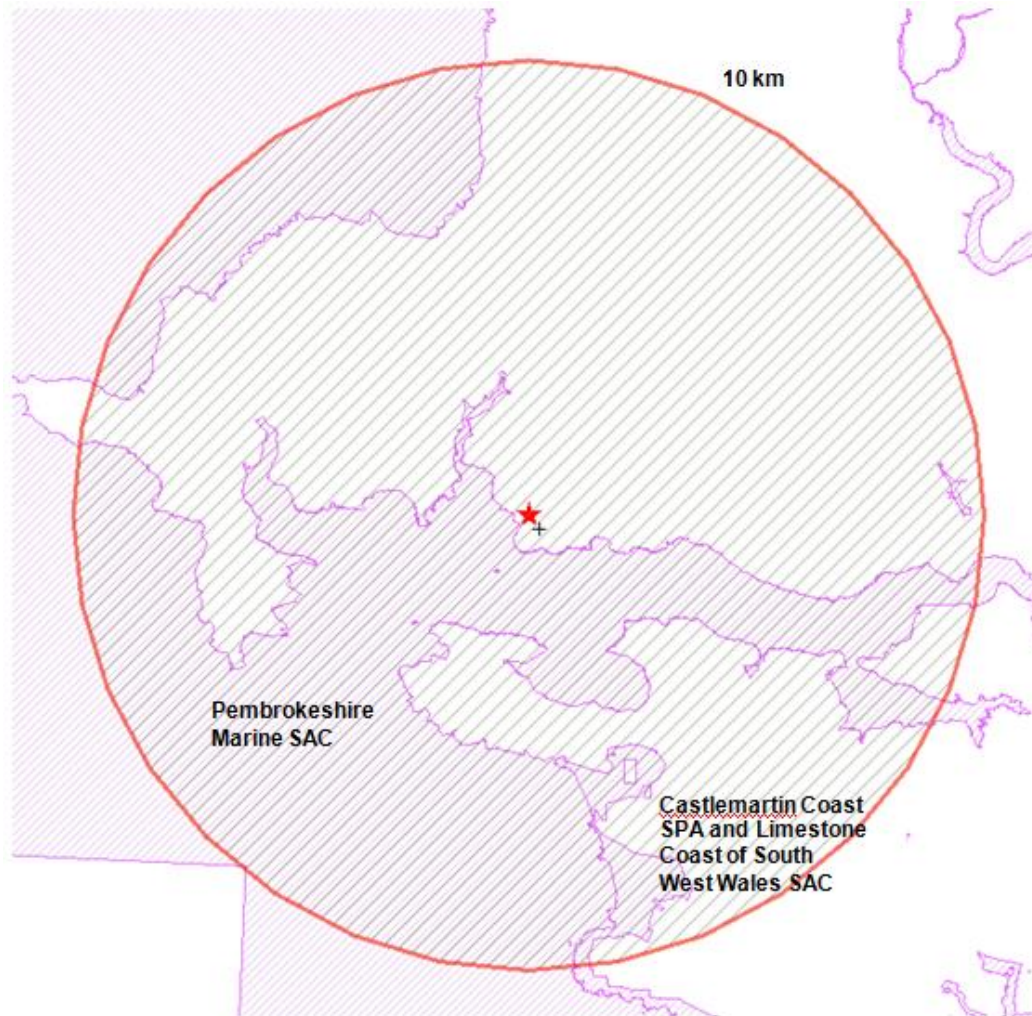 10 km
Pembrokeshire
Marine SAC
Castlemartin Coast
SPA and Limestone
Coast of South
West Wales SAC